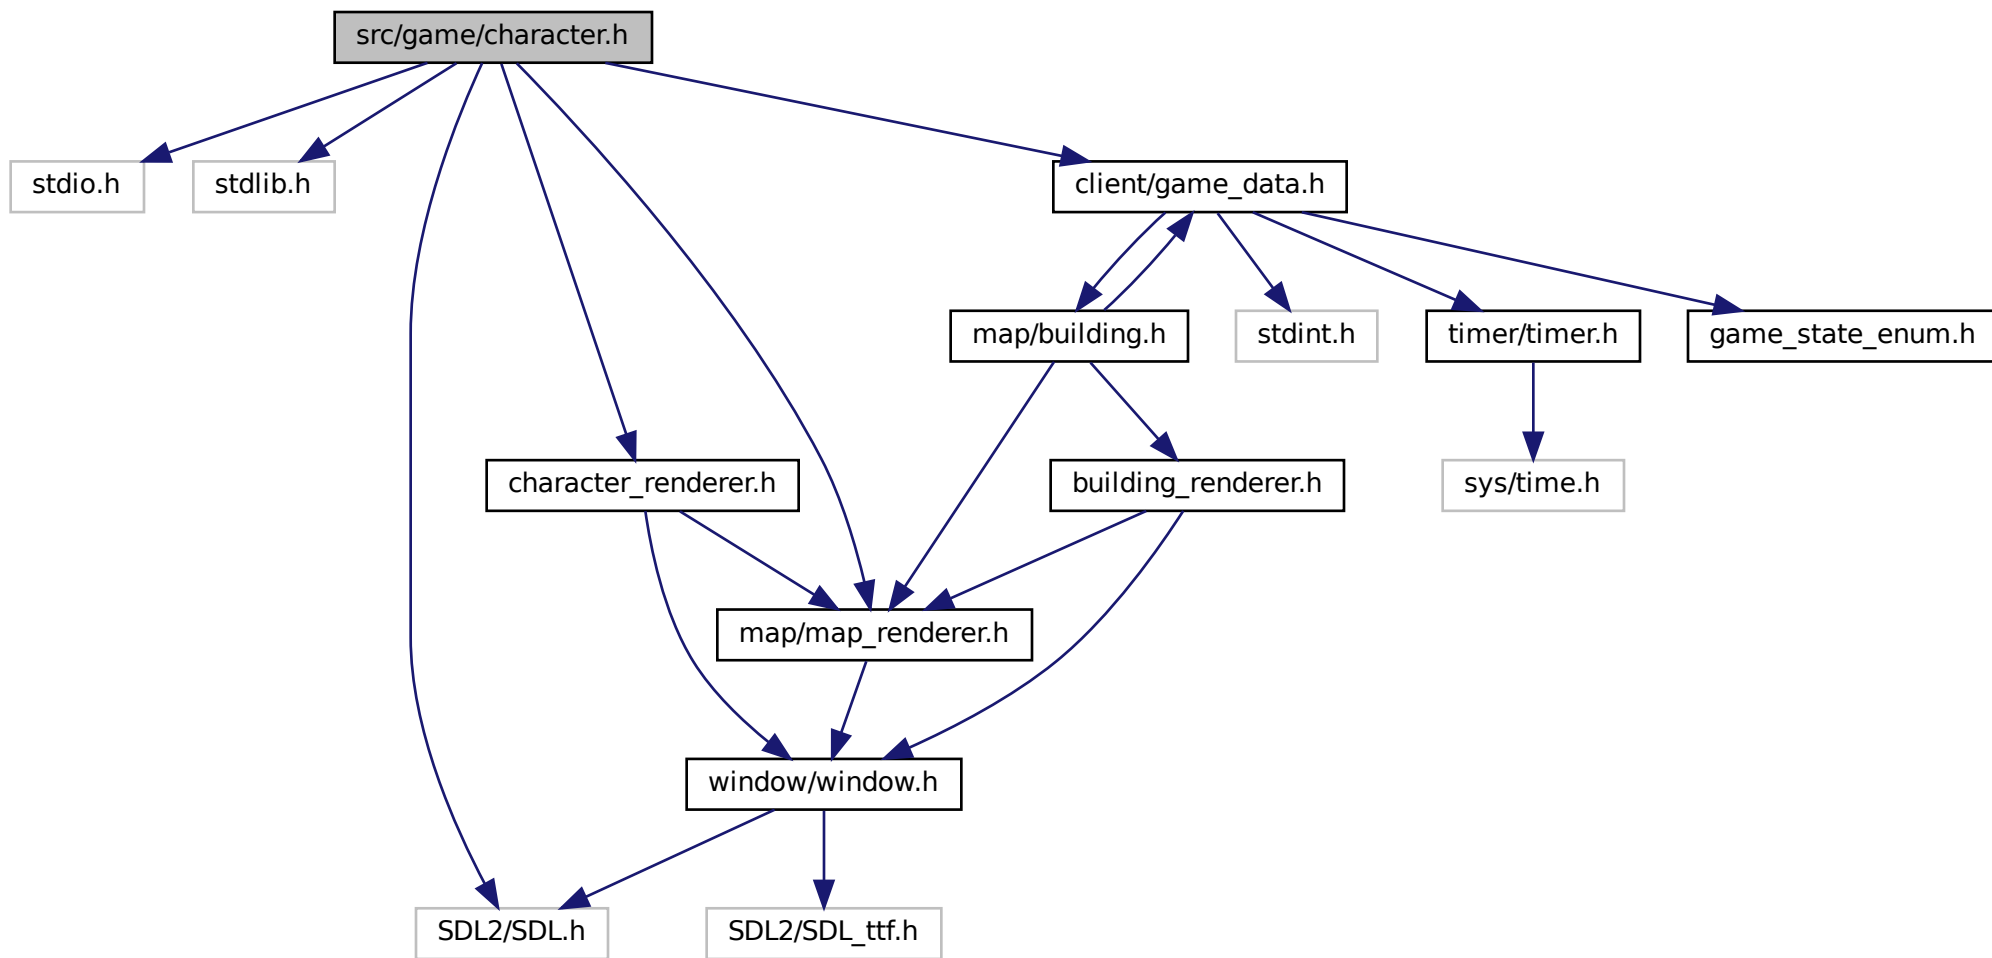 src/game/character.h
stdio.h
stdlib.h
client/game_data.h
map/building.h
stdint.h
timer/timer.h
game_state_enum.h
character_renderer.h
building_renderer.h
sys/time.h
map/map_renderer.h
window/window.h
SDL2/SDL.h
SDL2/SDL_ttf.h